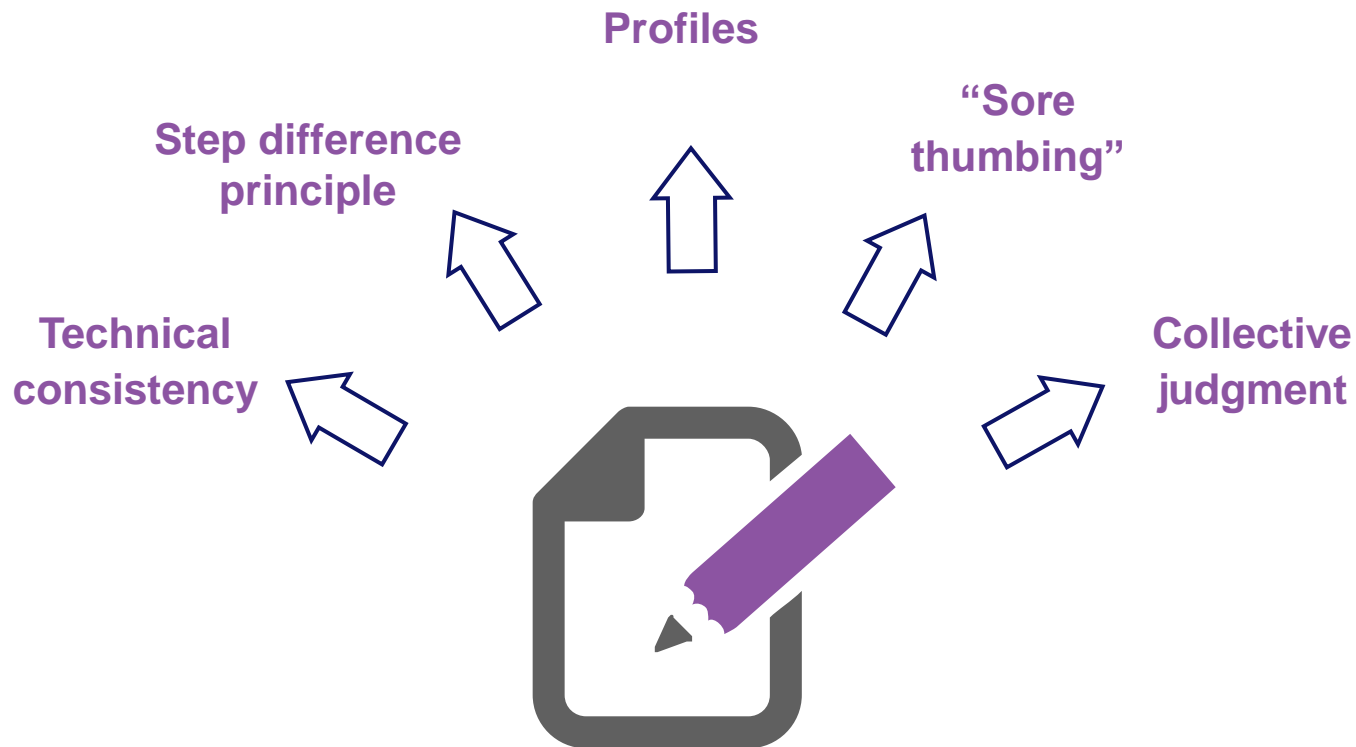 Profiles
“Sore
thumbing”
Step difference
principle
Technical
consistency
Collective
judgment